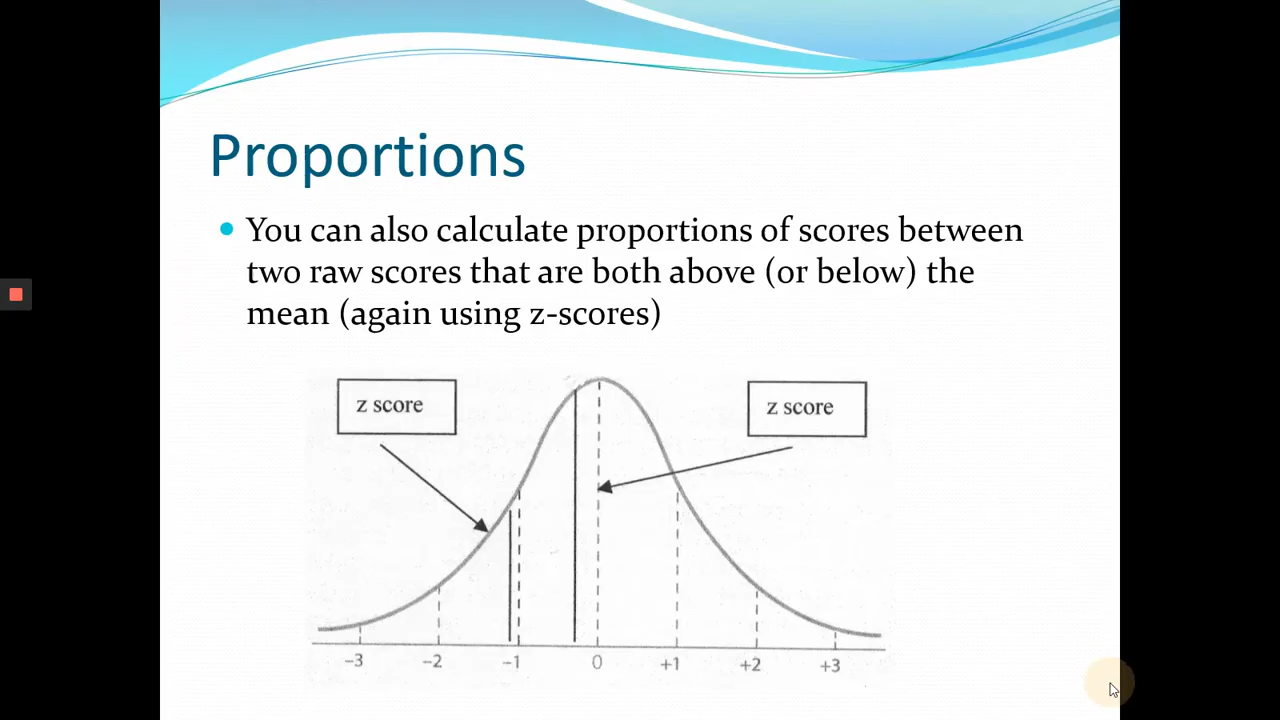 Proportions
You can also calculate proportions of scores between
two raw scores that are both above (or below) the
mean (again using z-scores)
z score
z score
−3 −2 −1 0 +1 +2 +3